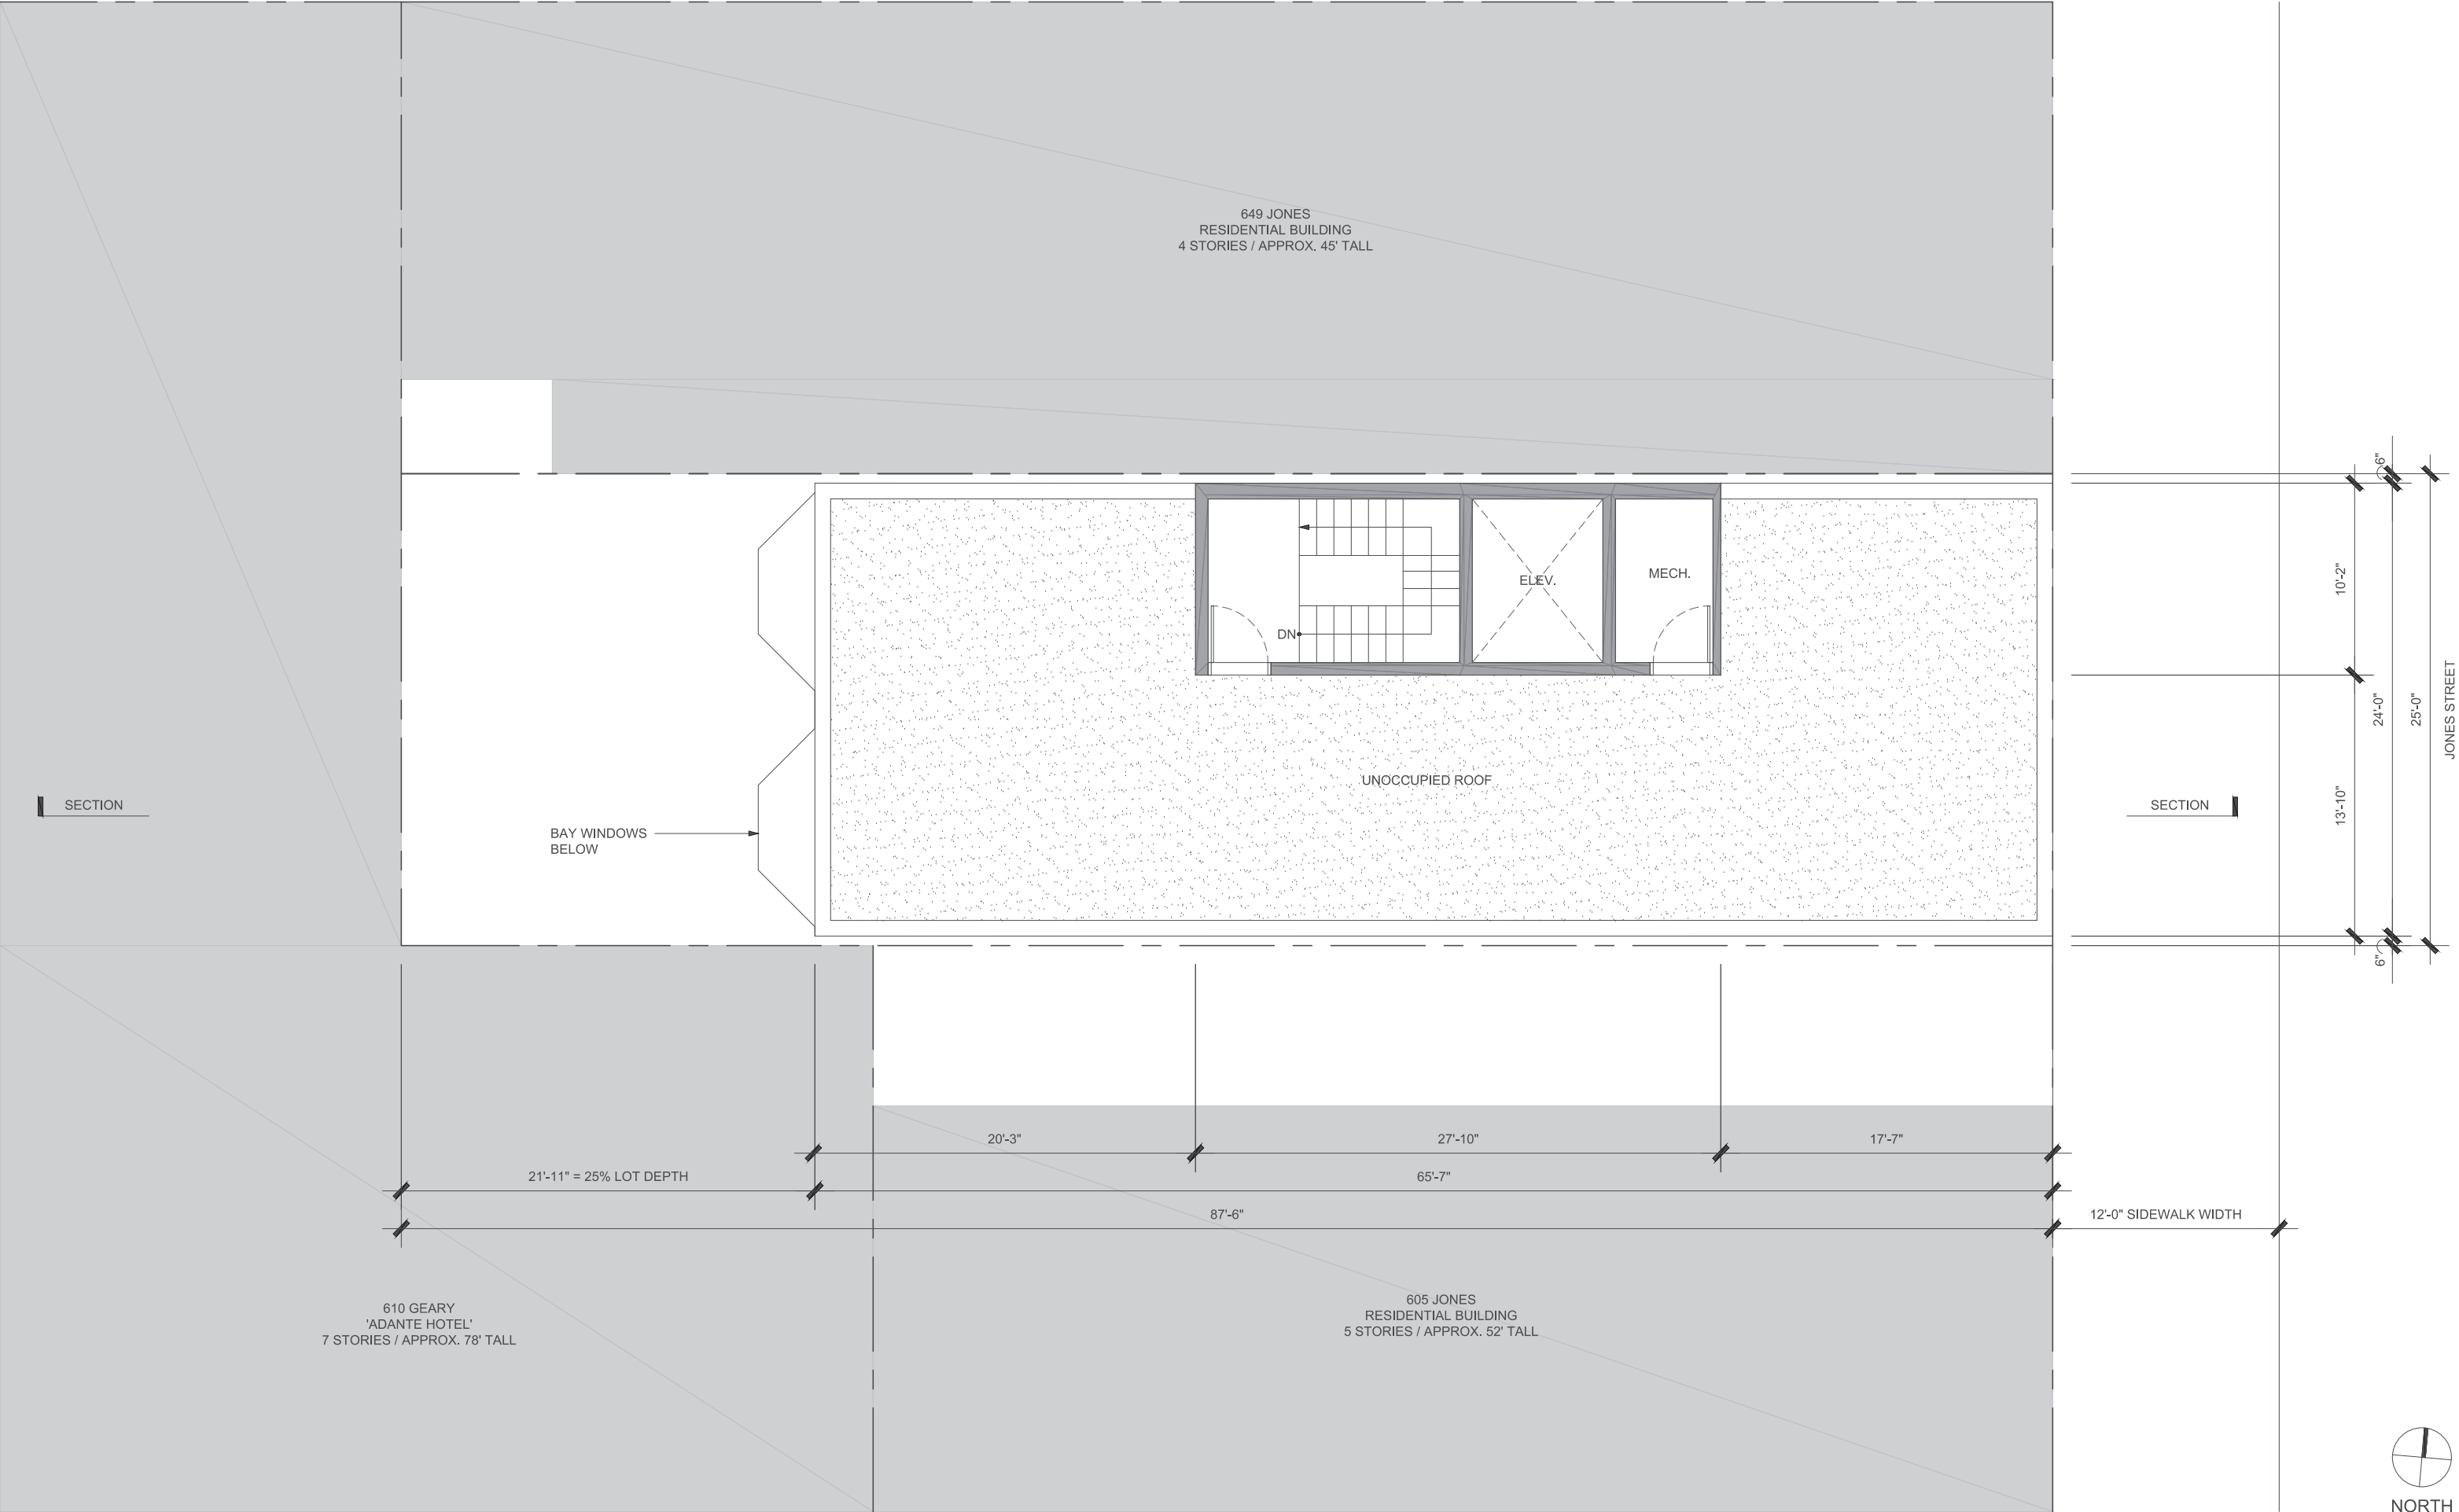 649 JONES
RESIDENTIAL BUILDING
4 STORIES / APPROX. 45' TALL
6"
10'-2"
ELEV.
MECH.
DN
24'-0"
25'-0"
JONES STREET
UNOCCUPIED ROOF
13'-10"
SECTION
SECTION
BAY WINDOWS
BELOW
6"
20'-3"
27'-10"
17'-7"
21'-11" = 25% LOT DEPTH
65'-7"
87'-6"
12'-0" SIDEWALK WIDTH
610 GEARY
'ADANTE HOTEL'
7 STORIES / APPROX. 78' TALL
605 JONES
RESIDENTIAL BUILDING
5 STORIES / APPROX. 52' TALL
NORTH